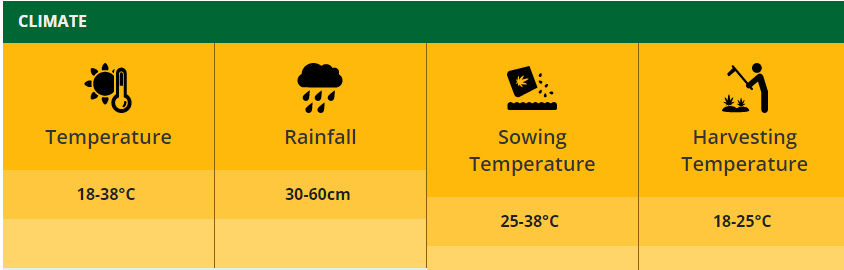 CLIMATE
Temperature
18-38°C
Rainfall
30-60cm
Sowing
Temperature
25-38°C
Harvesting
Temperature
18-25°C